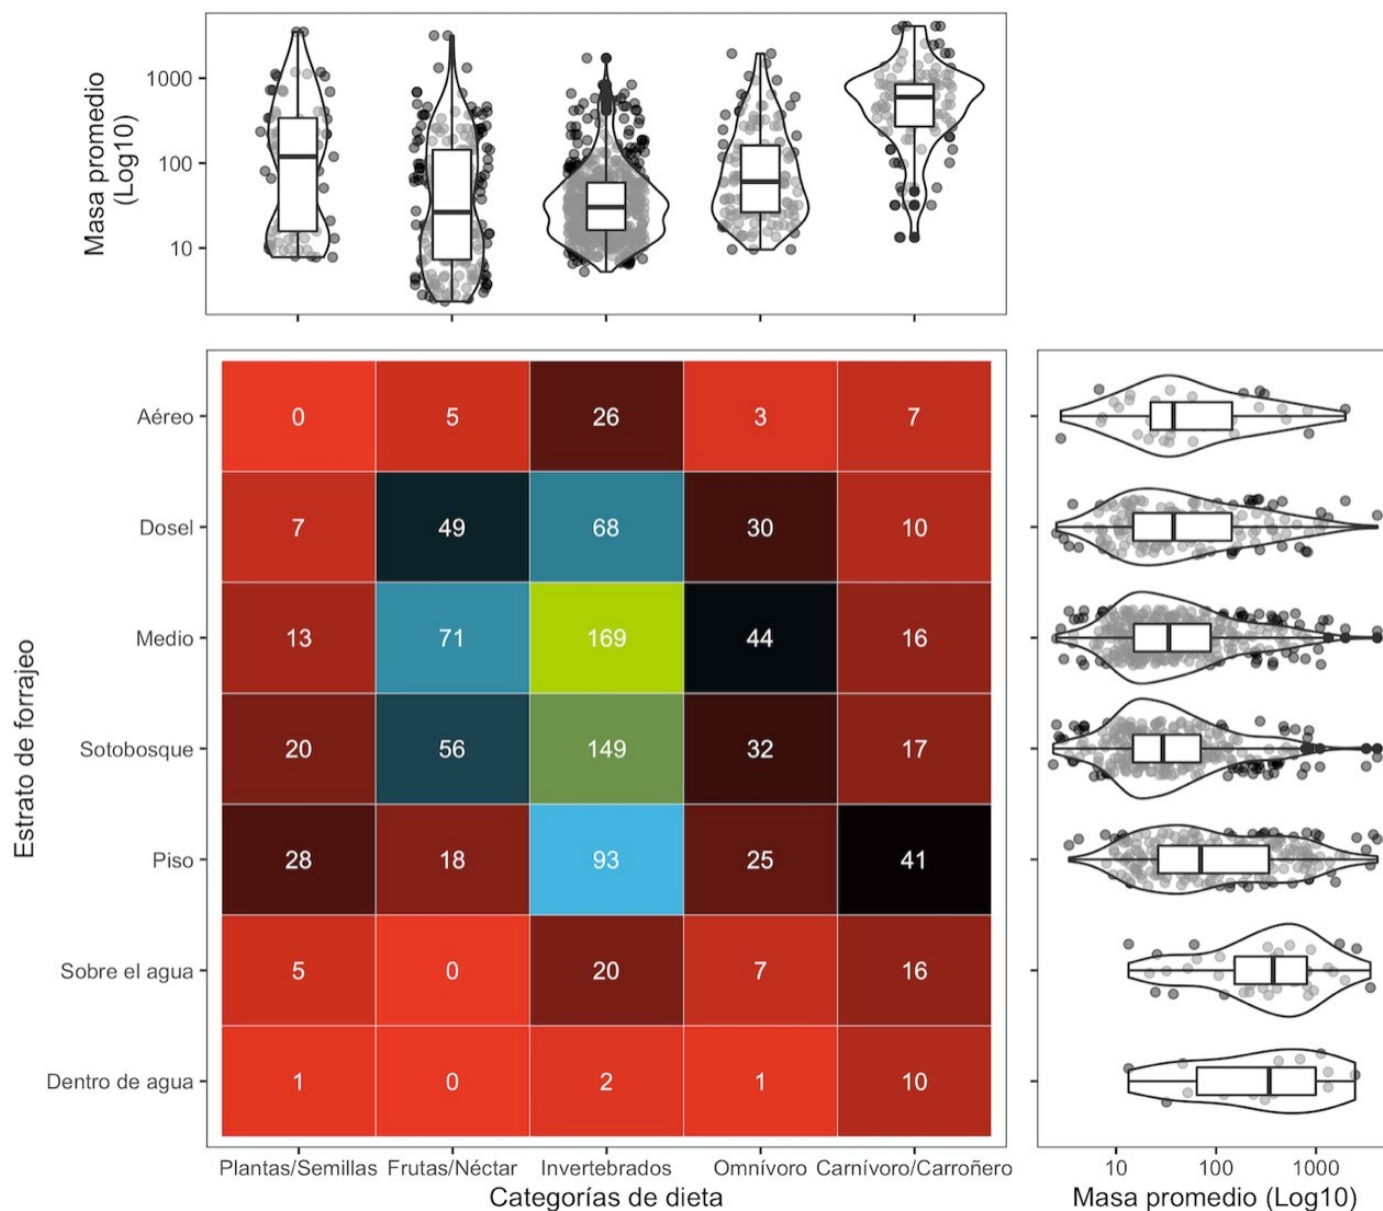 Masa promedio
(Log10)
1000
100
10
Estrato de forrajeo
Aéreo
0 5 26 3 7
Dosel
7 49 68 30 10
Medio
13 71 169 44 16
Sotobosque
20 56 149 32 17
Piso
28 18 93 25 41
Sobre el agua
5 0 20 7 16
Dentro de agua
1 0 2 1 10
Plantas/Semillas Frutas/Néctar Invertebrados Omnívoro Carnívoro/Carroñero
Categorías de dieta
10 100 1000
Masa promedio (Log10)